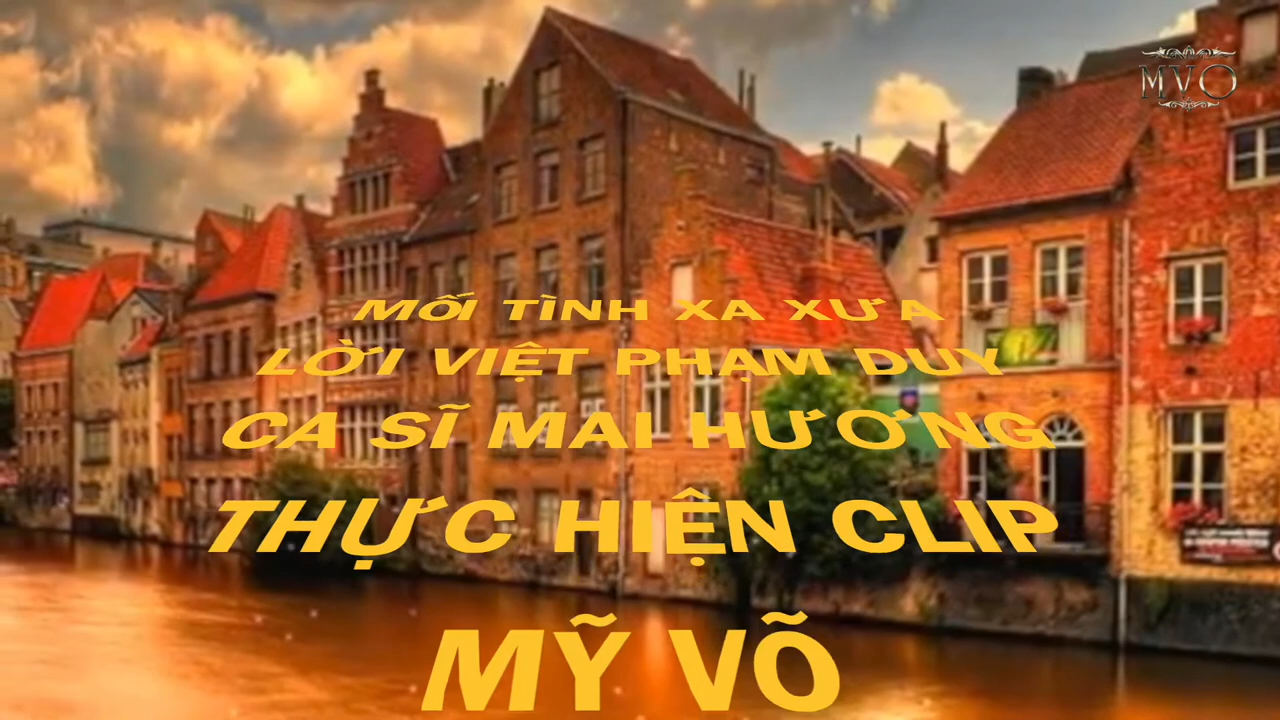 MVO
MỐI TÌNH XA XƯA
LỜI VIỆT PHẠM DUY
CA SĨ MAI HƯƠNG
THỰC HIỆN CLIP
MỸ VÕ